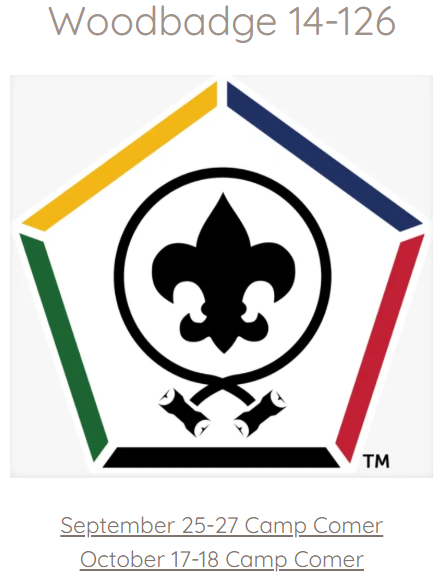 Woodbadge 14-126
TM
September 25-27 Camp Comer
October 17-18 Camp Comer